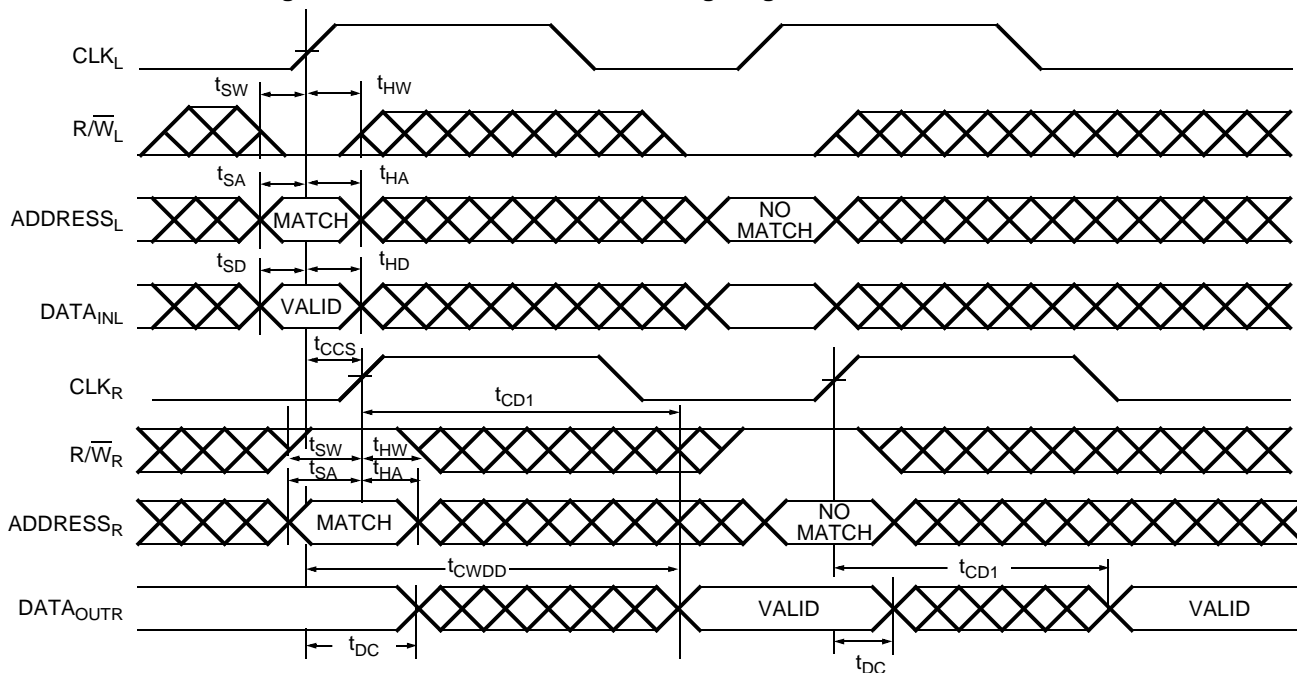 CLKL
tSW tHW
R/W̅L
tSA tHA
ADDRESSL MATCH NO MATCH
tSD tHD
DATAINL VALID
tCCS
CLKR
tCD1
R/W̅R
tSW tHW
tSA tHA
ADDRESSR MATCH NO MATCH
tCWDD tCD1
DATAOUTR VALID VALID
tDC tDC